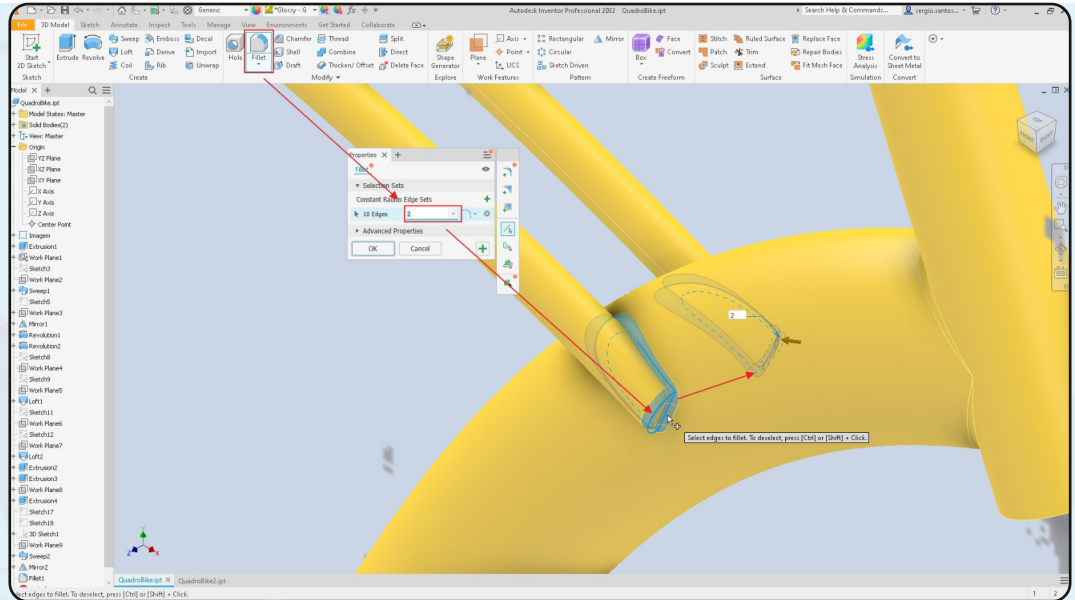 Generic
*Glossy - G
Autodesk Inventor Professional 2022 QuadroBike.ipt
Search Help & Commands...
sergio.santos...
File 3D Model Sketch Annotate Inspect Tools Manage View Environments Get Started Collaborate
Start 2D Sketch
Extrude Revolve
Sweep Emboss Decal
Loft Derive Import
Coil Rib Unwrap
Hole Fillet
Chamfer Thread Split
Shell Combine Direct
Draft Thicken/ Offset Delete Face
Shape Generator
Plane
Axis
Point
UCS
Rectangular Mirror
Circular
Sketch Driven
Box
Face
Convert
Stitch Ruled Surface Replace Face
Patch Trim Repair Bodies
Sculpt Extend Fit Mesh Face
Stress Analysis
Convert to Sheet Metal
Sketch Create Modify Explore Work Features Pattern Create Freeform Surface Simulation Convert
Model
QuadroBike.ipt
Model States: Master
Solid Bodies(2)
View: Master
Origin
YZ Plane
XZ Plane
XY Plane
X Axis
Y Axis
Z Axis
Center Point
Imagem
Extrusion1
Work Plane1
Sketch3
Work Plane2
Sweep1
Sketch5
Work Plane3
Mirror1
Revolution1
Revolution2
Sketch8
Work Plane4
Sketch9
Work Plane5
Loft1
Sketch11
Work Plane6
Sketch12
Work Plane7
Loft2
Extrusion2
Extrusion3
Work Plane8
Extrusion4
Sketch17
Sketch18
3D Sketch1
Work Plane9
Sweep2
Mirror2
Fillet1
Properties
Fillet
Selection Sets
Constant Radius Edge Sets
10 Edges 2
Advanced Properties
OK Cancel
2
Select edges to fillet. To deselect, press [Ctrl] or [Shift] + Click.
TOP
FRONT
RIGHT
Y
Z
X
QuadroBike.ipt QuadroBike2.ipt
lect edges to fillet. To deselect, press [Ctrl] or [Shift] + Click.
1 2